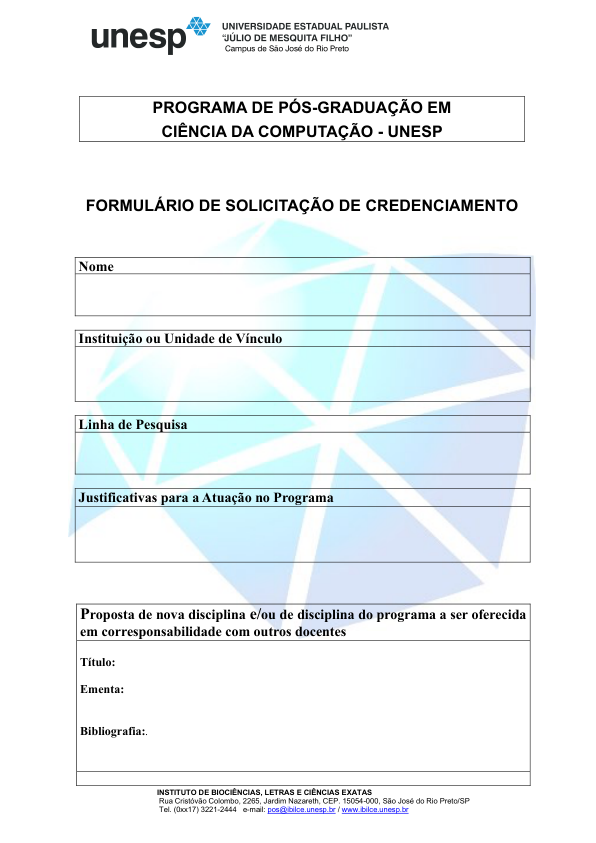 unesp
UNIVERSIDADE ESTADUAL PAULISTA
"JÚLIO DE MESQUITA FILHO"
Campus de São José do Rio Preto
PROGRAMA DE PÓS-GRADUAÇÃO EM
CIÊNCIA DA COMPUTAÇÃO - UNESP
FORMULÁRIO DE SOLICITAÇÃO DE CREDENCIAMENTO
Nome
Instituição ou Unidade de Vínculo
Linha de Pesquisa
Justificativas para a Atuação no Programa
Proposta de nova disciplina e/ou de disciplina do programa a ser oferecida
em corresponsabilidade com outros docentes
Título:
Ementa:
Bibliografia:.
INSTITUTO DE BIOCIÊNCIAS, LETRAS E CIÊNCIAS EXATAS
Rua Cristóvão Colombo, 2265, Jardim Nazareth, CEP. 15054-000, São José do Rio Preto/SP
Tel. (0xx17) 3221-2444 e-mail: pos@ibilce.unesp.br / www.ibilce.unesp.br